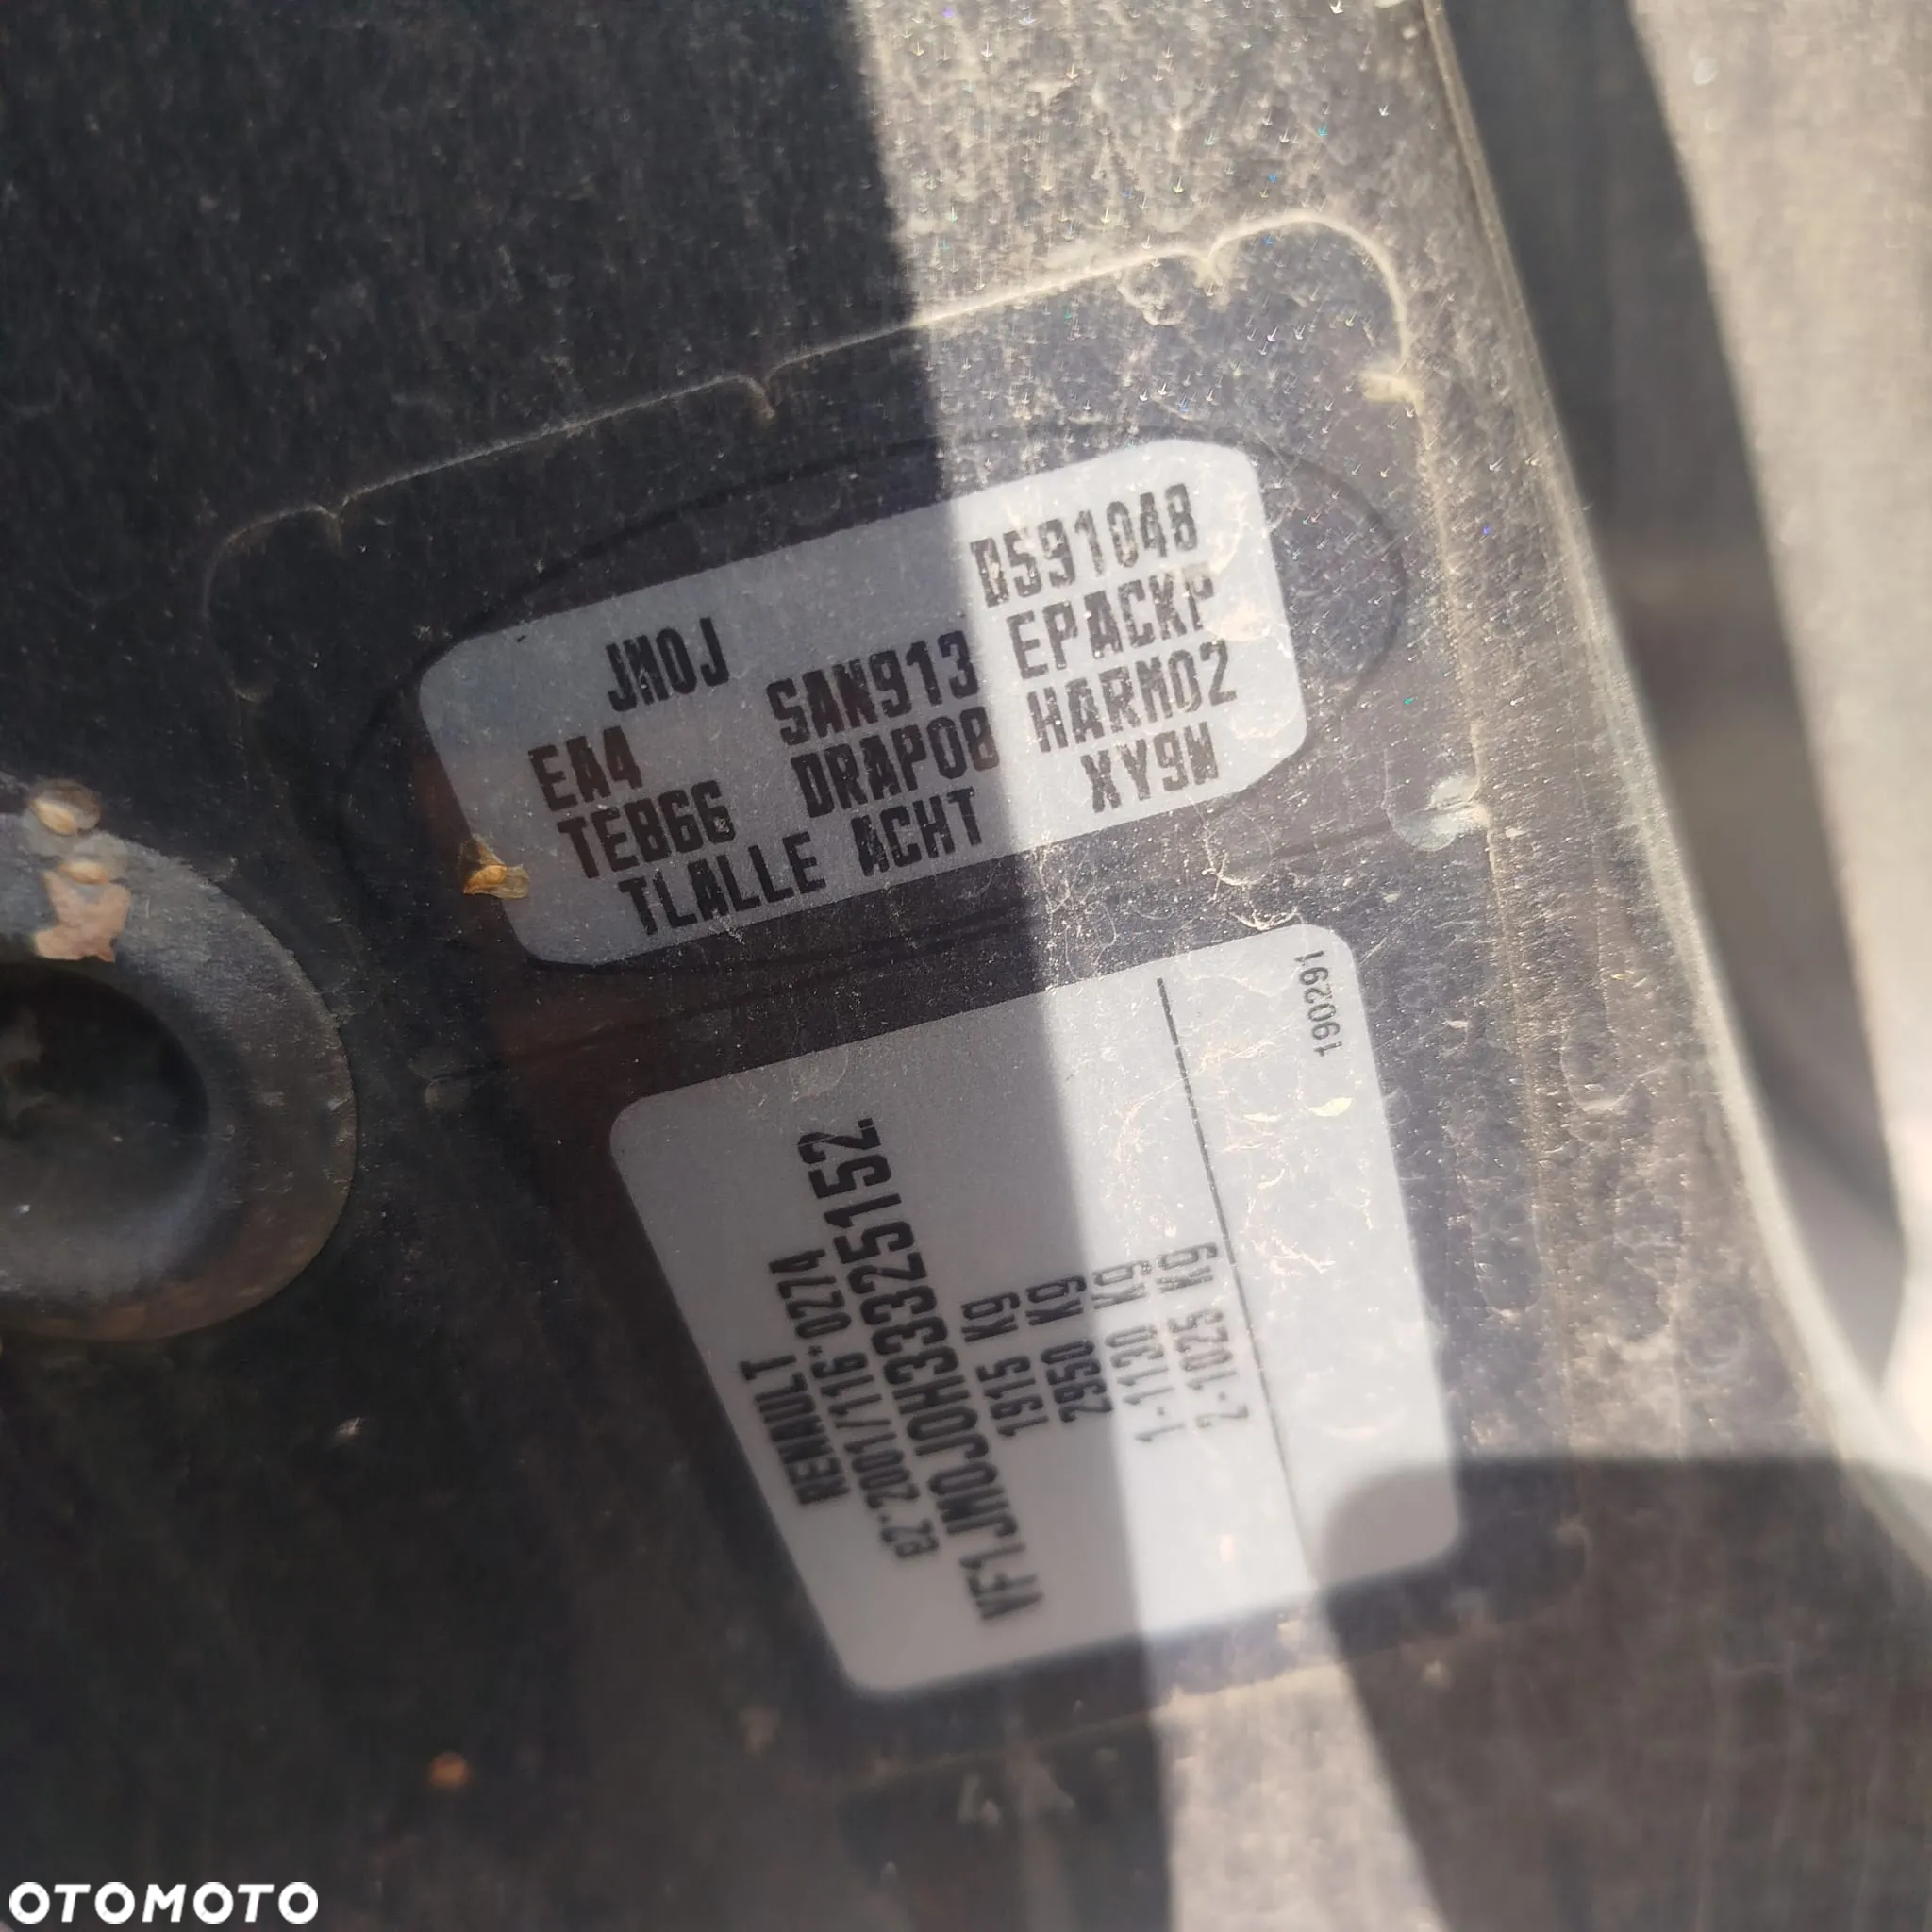 JM0J D591048
EA4 SAN913 EPACKP
TEB66 DRAP08 HARM02
TLALLE ACHT XY9N
190291
RENAULT
e2*2001/116*0274
VF1JM0J0H33325152
1915 Kg
2950 Kg
1-1130 Kg
2-1025 Kg
OTOMOTO